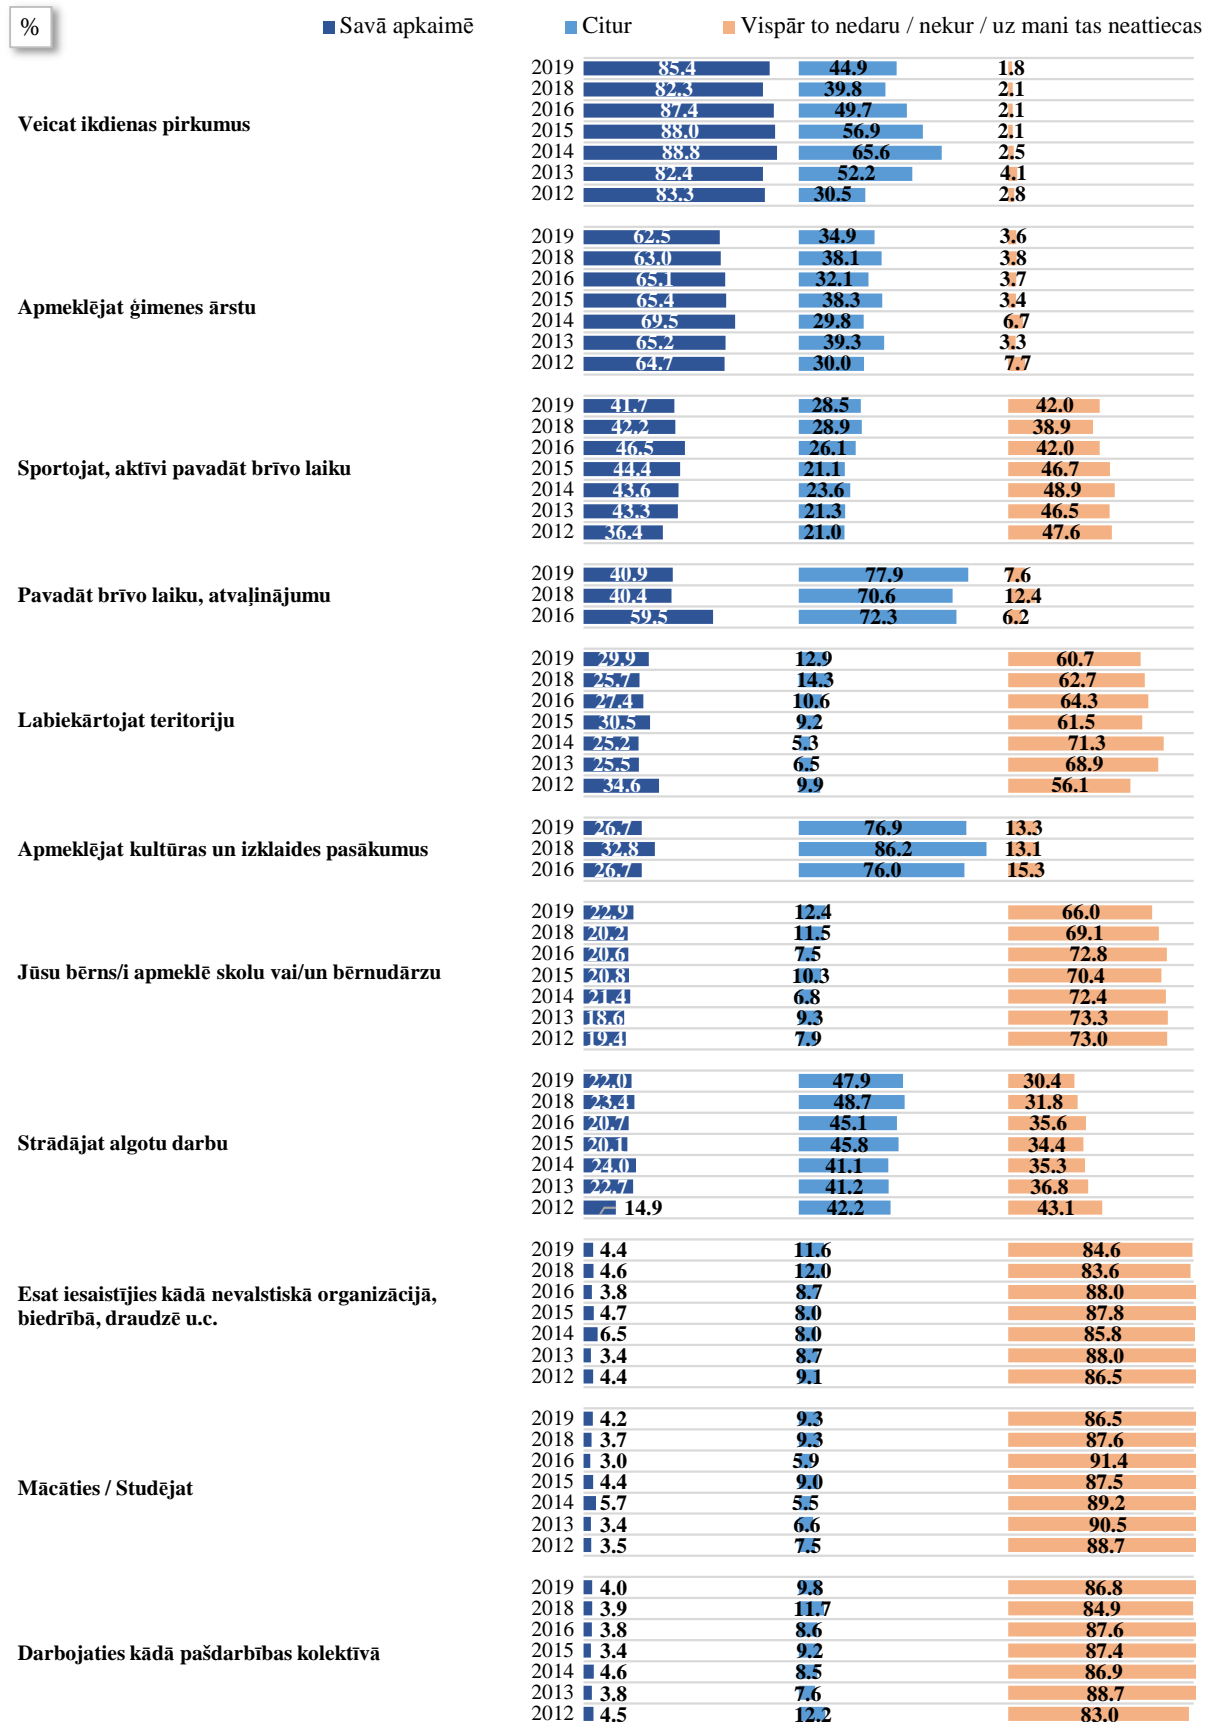 %
Savā apkaimē Citur Vispār to nedaru / nekur / uz mani tas neattiecas
Veicat ikdienas pirkumus
2019 85.4 44.9 1.8
2018 82.3 39.8 2.1
2016 87.4 49.7 2.1
2015 88.0 56.9 2.1
2014 88.8 65.6 2.5
2013 82.4 52.2 4.1
2012 83.3 30.5 2.8
Apmeklējat ģimenes ārstu
2019 62.5 34.9 3.6
2018 63.0 38.1 3.8
2016 65.1 32.1 3.7
2015 65.4 38.3 3.4
2014 69.5 29.8 6.7
2013 65.2 39.3 3.3
2012 64.7 30.0 7.7
Sportojat, aktīvi pavadāt brīvo laiku
2019 41.7 28.5 42.0
2018 42.2 28.9 38.9
2016 46.5 26.1 42.0
2015 44.4 21.1 46.7
2014 43.6 23.6 48.9
2013 43.3 21.3 46.5
2012 36.4 21.0 47.6
Pavadāt brīvo laiku, atvaļinājumu
2019 40.9 77.9 7.6
2018 40.4 70.6 12.4
2016 59.5 72.3 6.2
Labiekārtojat teritoriju
2019 29.9 12.9 60.7
2018 25.7 14.3 62.7
2016 27.4 10.6 64.3
2015 30.5 9.2 61.5
2014 25.2 5.3 71.3
2013 25.5 6.5 68.9
2012 34.6 9.9 56.1
Apmeklējat kultūras un izklaides pasākumus
2019 26.7 76.9 13.3
2018 32.8 86.2 13.1
2016 26.7 76.0 15.3
Jūsu bērns/i apmeklē skolu vai/un bērnudārzu
2019 22.9 12.4 66.0
2018 20.2 11.5 69.1
2016 20.6 7.5 72.8
2015 20.8 10.3 70.4
2014 21.4 6.8 72.4
2013 18.6 9.3 73.3
2012 19.4 7.9 73.0
Strādājat algotu darbu
2019 22.0 47.9 30.4
2018 23.4 48.7 31.8
2016 20.7 45.1 35.6
2015 20.1 45.8 34.4
2014 24.0 41.1 35.3
2013 22.7 41.2 36.8
2012 14.9 42.2 43.1
Esat iesaistījies kādā nevalstiskā organizācijā,
biedrībā, draudzē u.c.
2019 4.4 11.6 84.6
2018 4.6 12.0 83.6
2016 3.8 8.7 88.0
2015 4.7 8.0 87.8
2014 6.5 8.0 85.8
2013 3.4 8.7 88.0
2012 4.4 9.1 86.5
Mācāties / Studējat
2019 4.2 9.3 86.5
2018 3.7 9.3 87.6
2016 3.0 5.9 91.4
2015 4.4 9.0 87.5
2014 5.7 5.5 89.2
2013 3.4 6.6 90.5
2012 3.5 7.5 88.7
Darbojaties kādā pašdarbības kolektīvā
2019 4.0 9.8 86.8
2018 3.9 11.7 84.9
2016 3.8 8.6 87.6
2015 3.4 9.2 87.4
2014 4.6 8.5 86.9
2013 3.8 7.6 88.7
2012 4.5 12.2 83.0